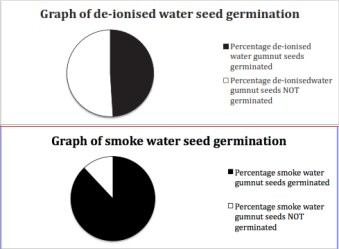 Graph of de-ionised water seed germination
Percentage de-ionised
water gumnut seeds
germinated
Percentage de-ionisedwater
gumnut seeds NOT
germinated
Graph of smoke water seed germination
Percentage smoke water
gumnut seeds germinated
Percentage smoke water
gumnut seeds NOT
germinated